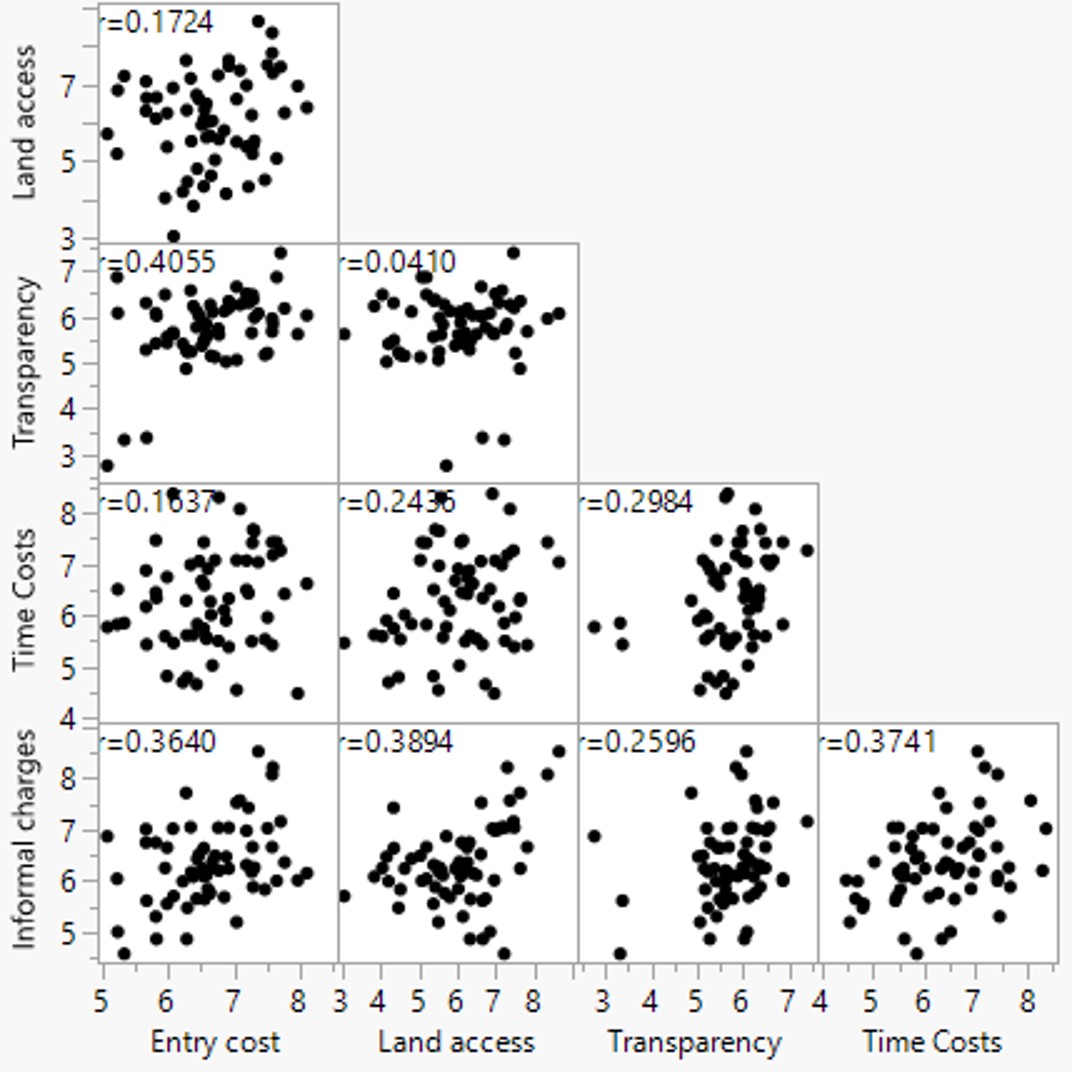 r=0.1724
Land access
7
5
3
r=0.4055
r=0.0410
Transparency
7
6
5
4
3
r=0.1637
r=0.2436
r=0.2984
Time Costs
8
7
6
5
4
r=0.3640
r=0.3894
r=0.2596
r=0.3741
Informal charges
8
7
6
5
5 6 7 8 3 4 5 6 7 8 3 4 5 6 7 4 5 6 7 8
Entry cost Land access Transparency Time Costs